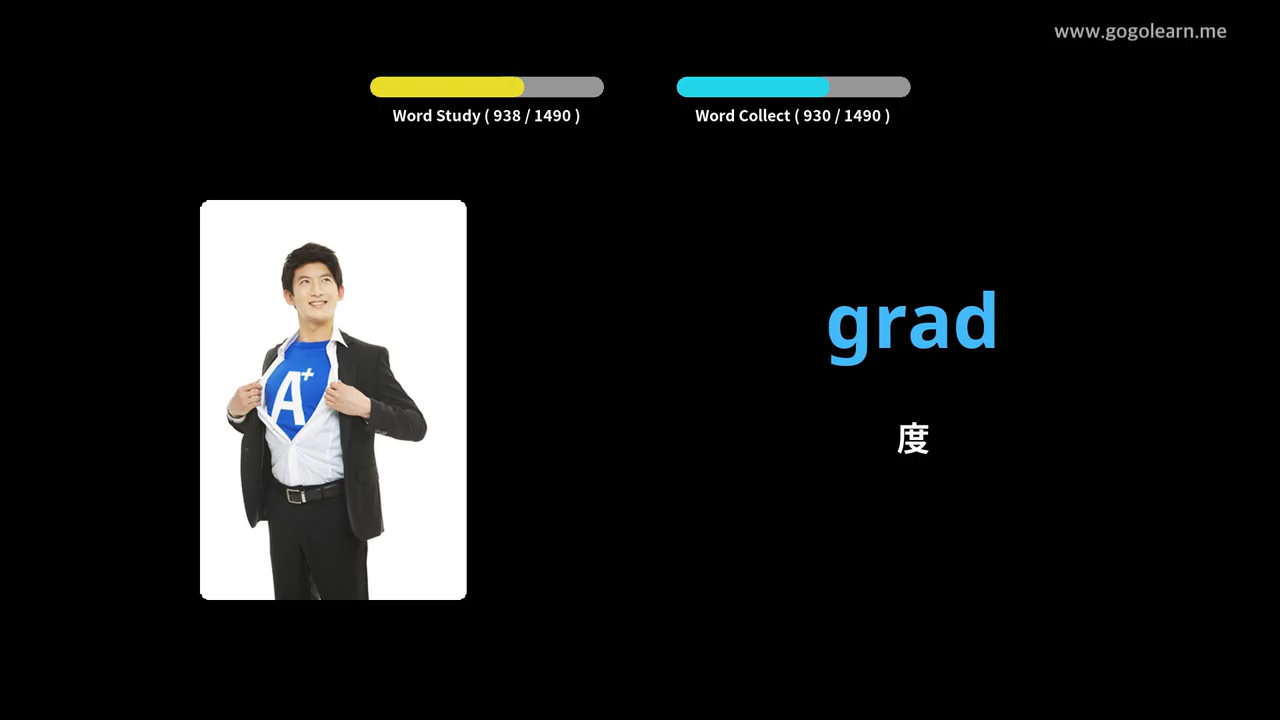 www.gogolearn.me
Word Study ( 938 / 1490 )
Word Collect ( 930 / 1490 )
A+
grad
度